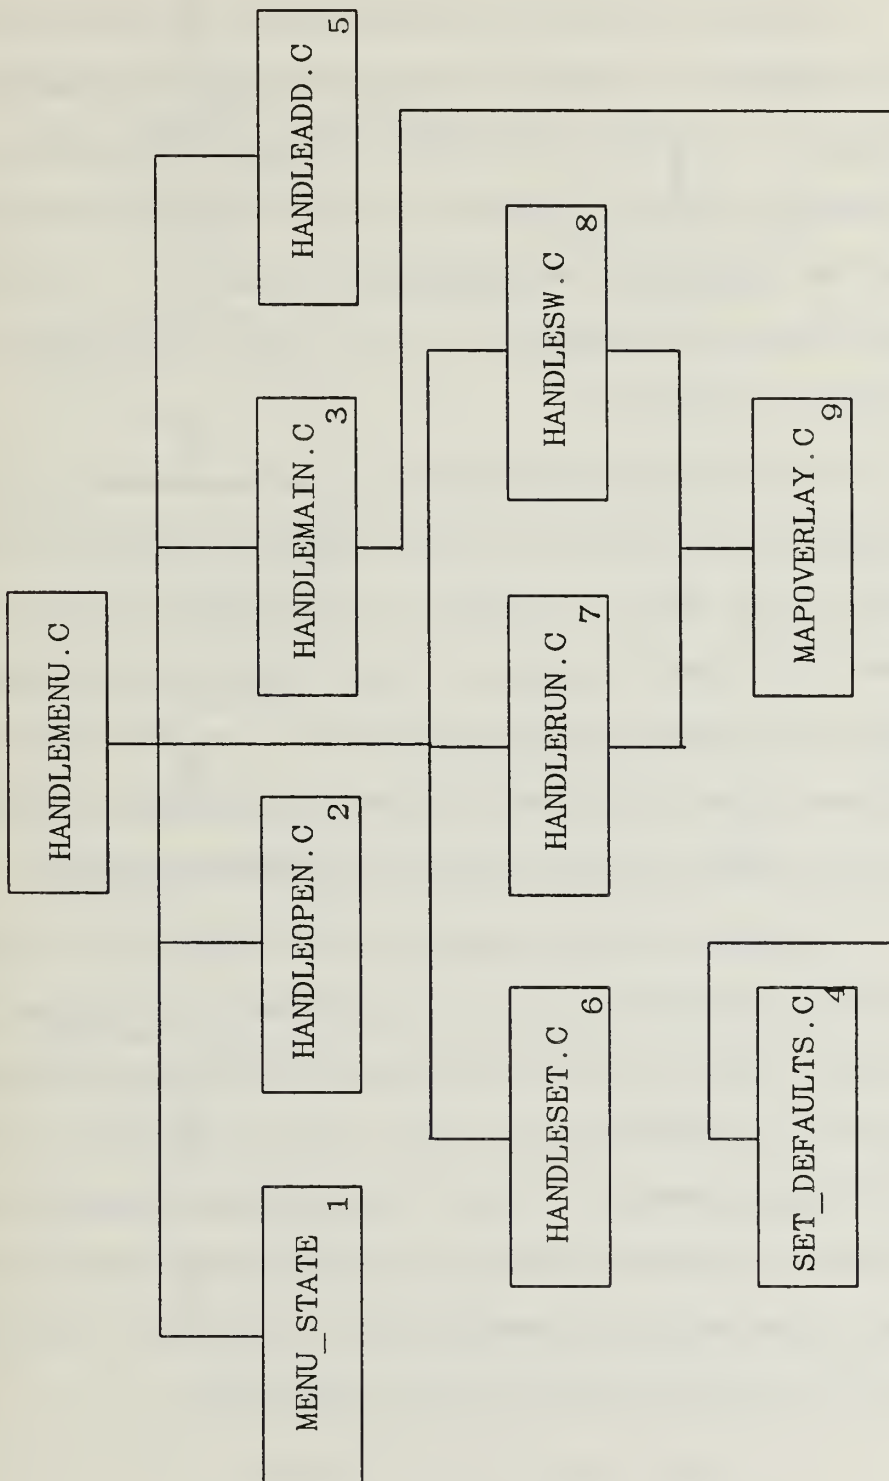 HANDLEMENU.C
MENU_STATE
1
HANDLEOPEN.C
2
HANDLEMAIN.C
3
HANDLEADD.C
5
HANDLESET.C
6
HANDLERUN.C
7
HANDLESW.C
8
SET_DEFAULTS.C
4
MAPOVERLAY.C
9